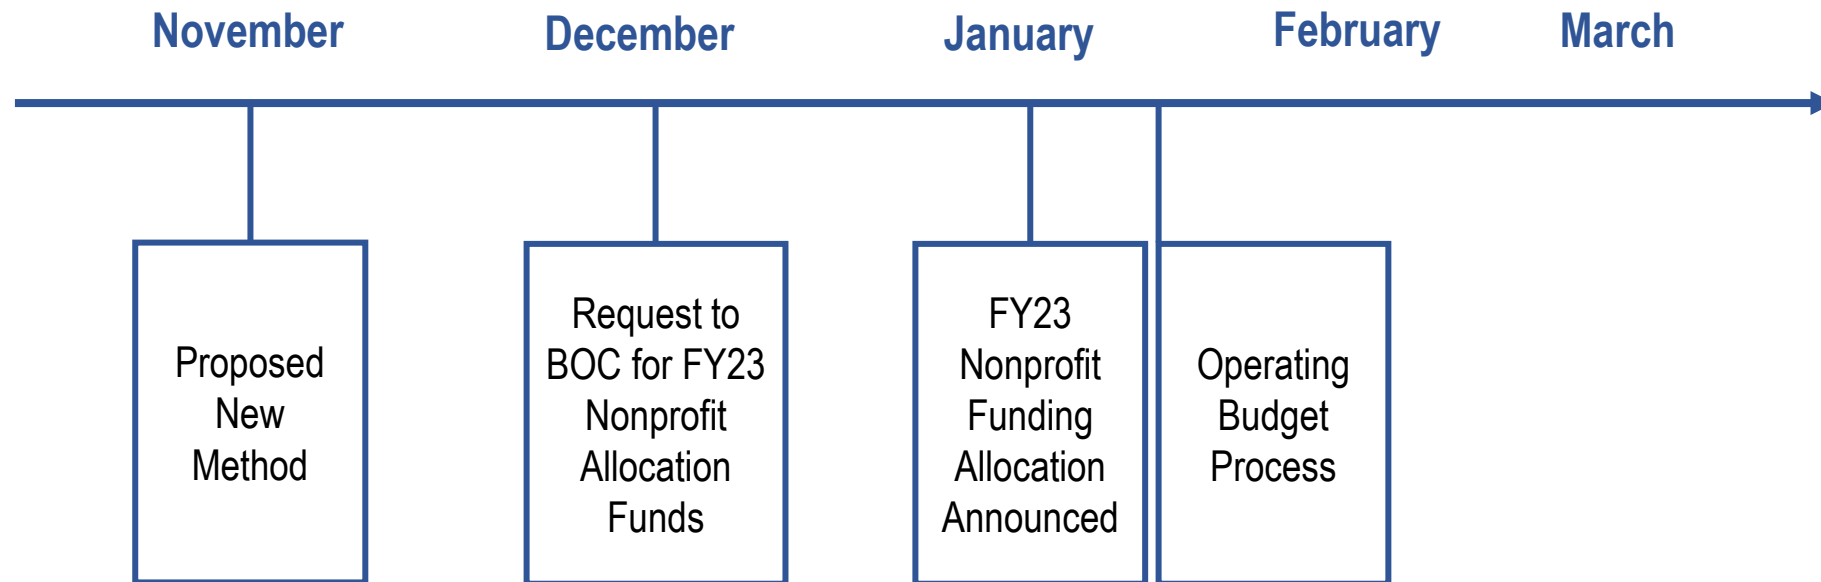 November
December
January
February
March
Proposed
New
Method
Request to
BOC for FY23
Nonprofit
Allocation
Funds
FY23
Nonprofit
Funding
Allocation
Announced
Operating
Budget
Process